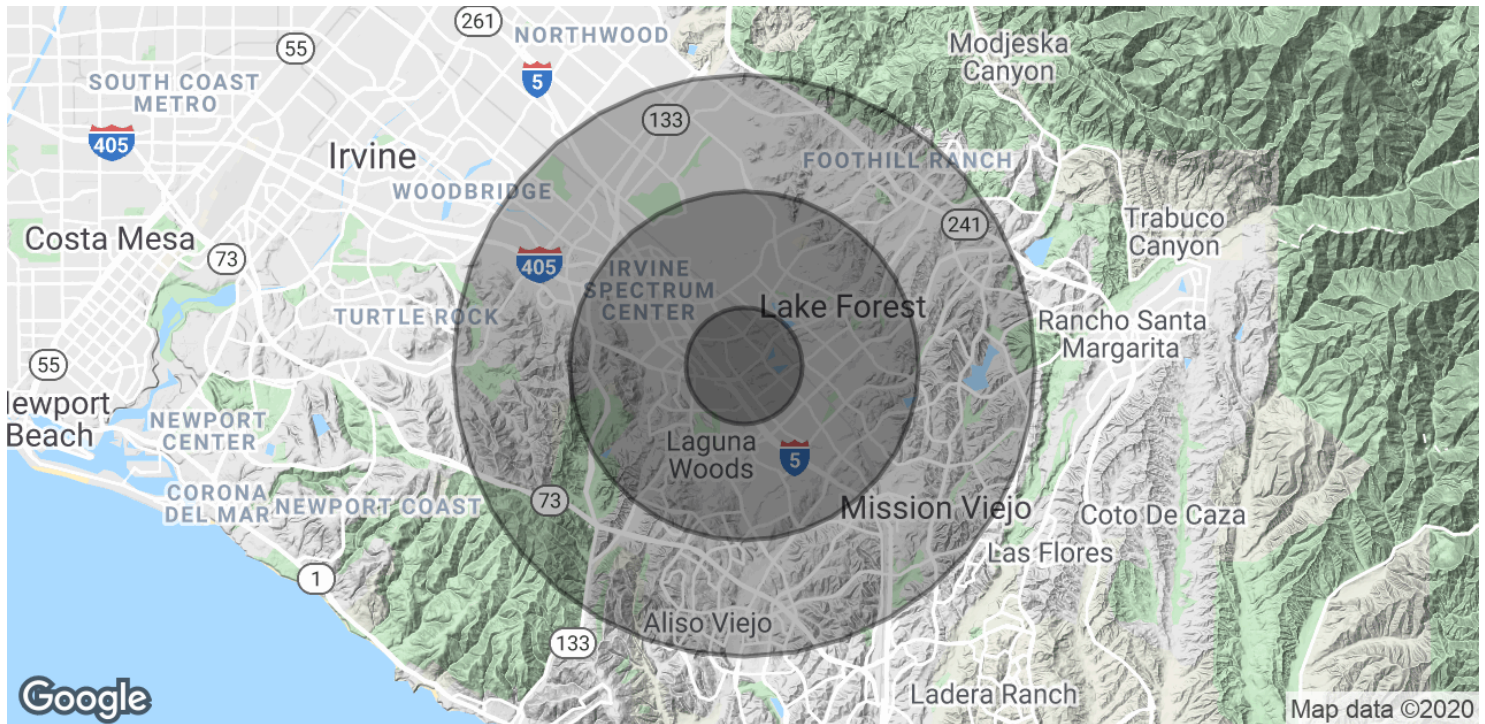 261
NORTHWOOD
55
Modjeska
Canyon
5
SOUTH COAST
METRO
133
405
Irvine
FOOTHILL RANCH
WOODBRIDGE
241
Trabuco
Canyon
Costa Mesa
73
405
IRVINE
SPECTRUM
CENTER
Lake Forest
TURTLE ROCK
Rancho Santa
Margarita
55
lewport
Beach
NEWPORT
CENTER
Laguna
Woods
5
CORONA
DEL MAR
NEWPORT COAST
73
Mission Viejo
Coto De Caza
Las Flores
1
Aliso Viejo
133
Ladera Ranch
Google
Map data ©2020